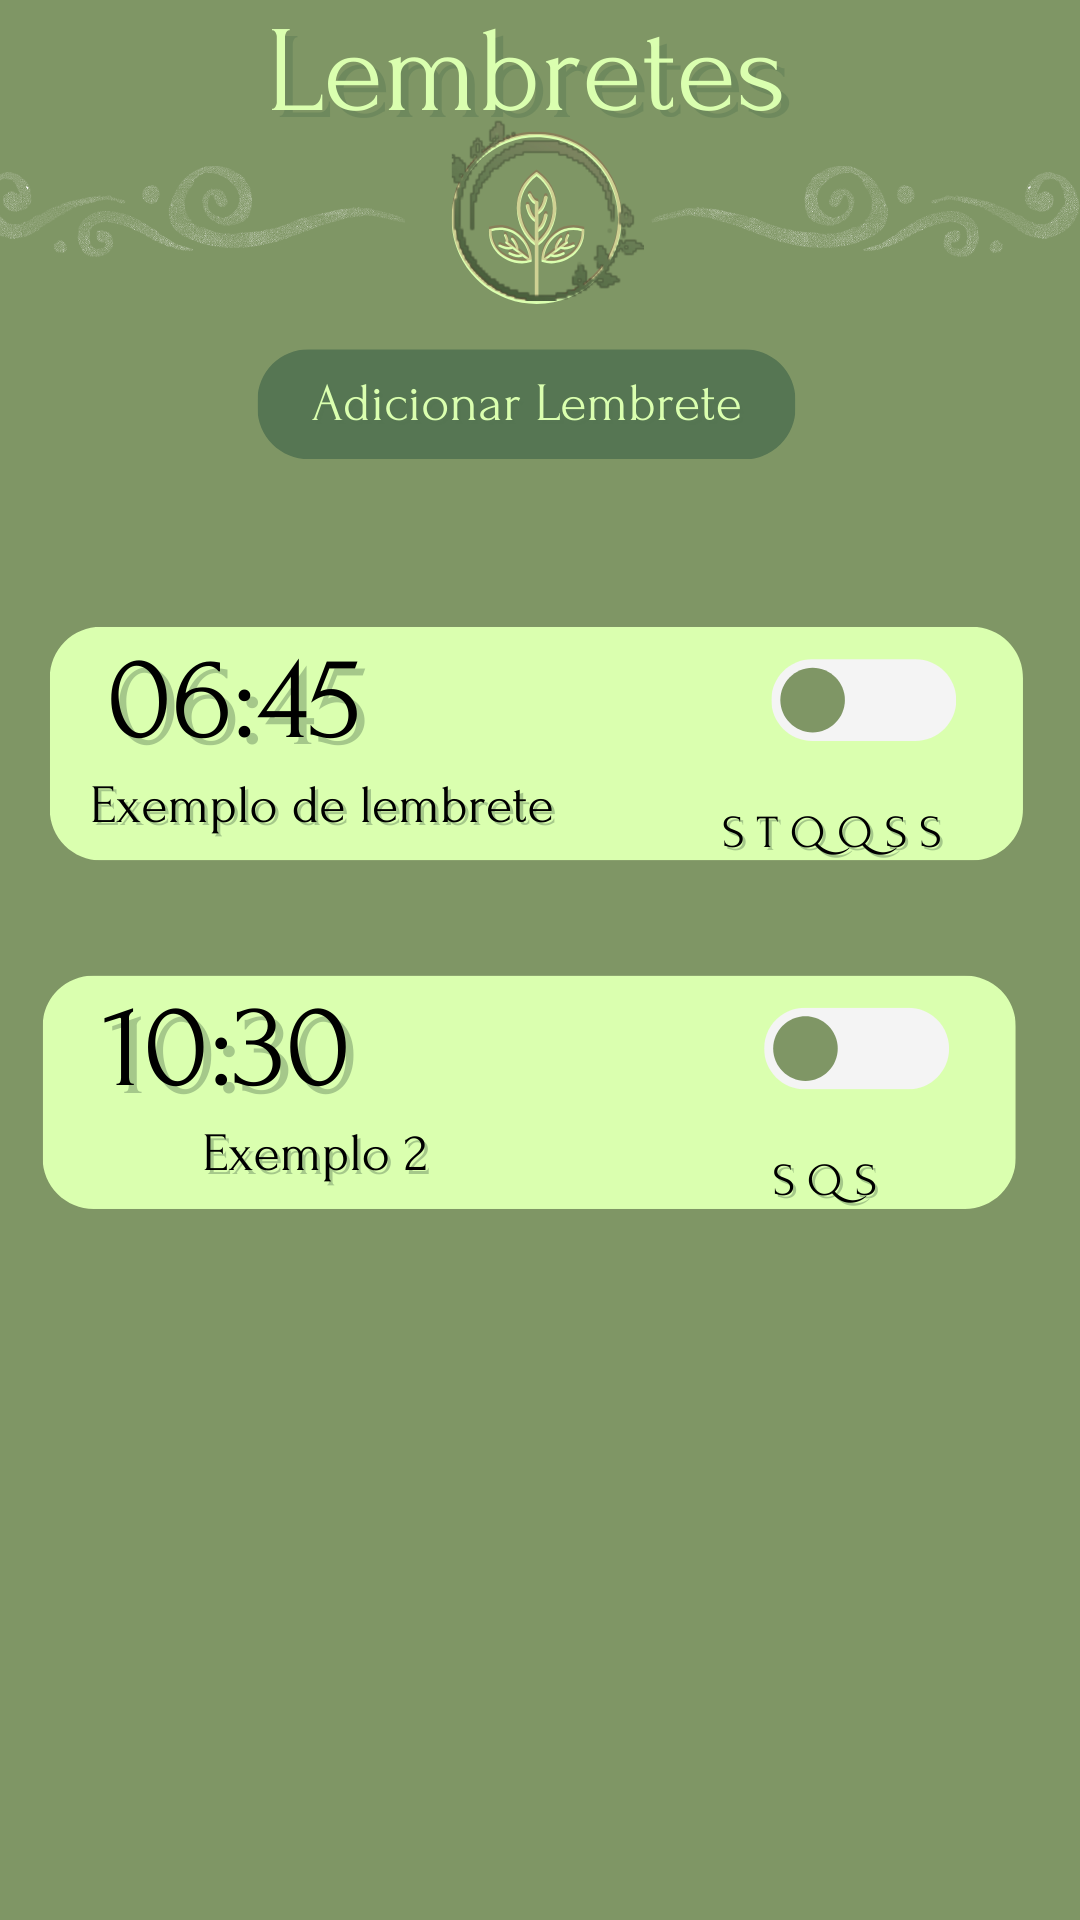 Lembretes
Adicionar Lembrete
06:45
Exemplo de lembrete
S T Q Q S S
10:30
Exemplo 2
S Q S